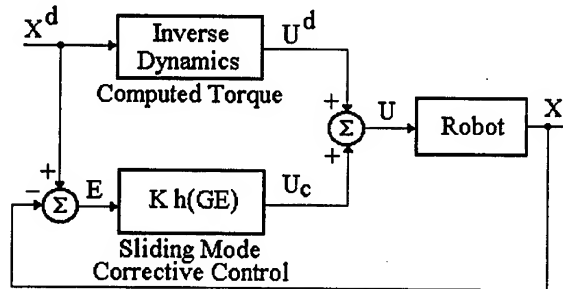 X^d
Inverse
Dynamics
U^d
Computed Torque
+
U
Robot
X
Σ
+
+
−
E
K h(GE)
U_c
Σ
Sliding Mode
Corrective Control